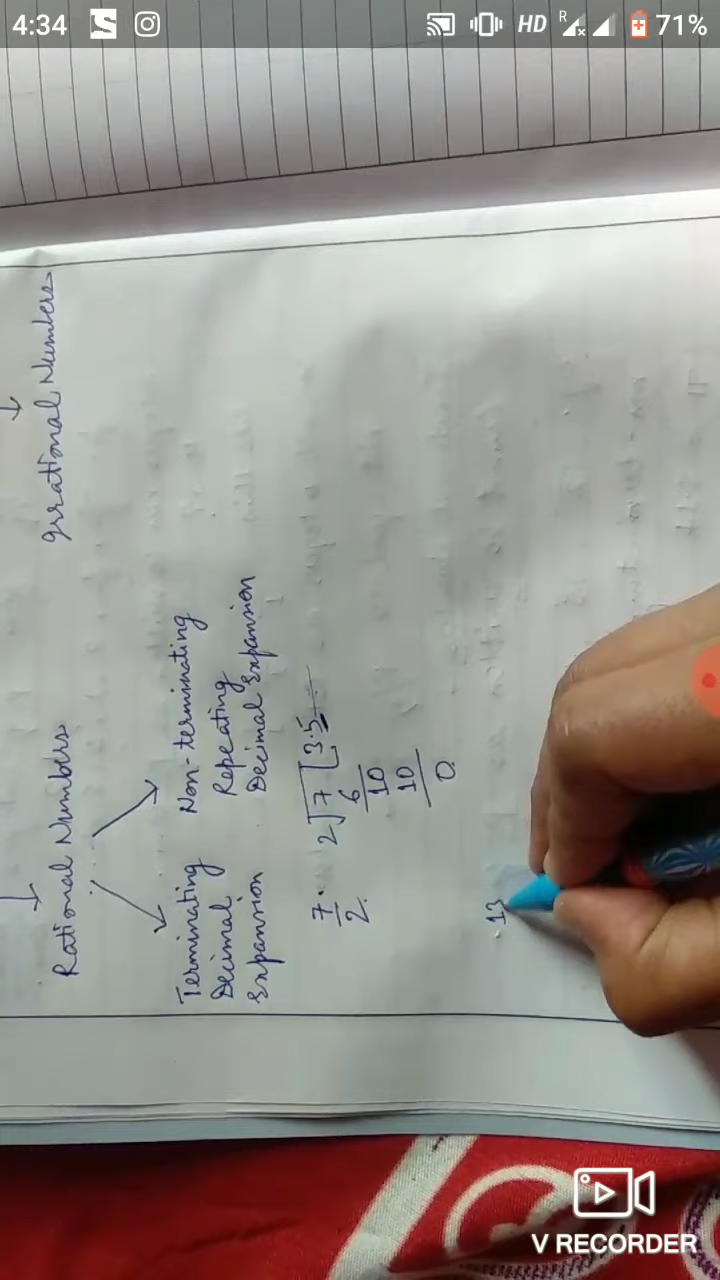 4:34 HD R 71%
↓ ↓
Rational Numbers Irrational Numbers
Terminating Non-terminating
Decimal Repeating
Expansion Decimal Expansion
7/2 2√7 [3.5
6
10
10
0
13
V RECORDER